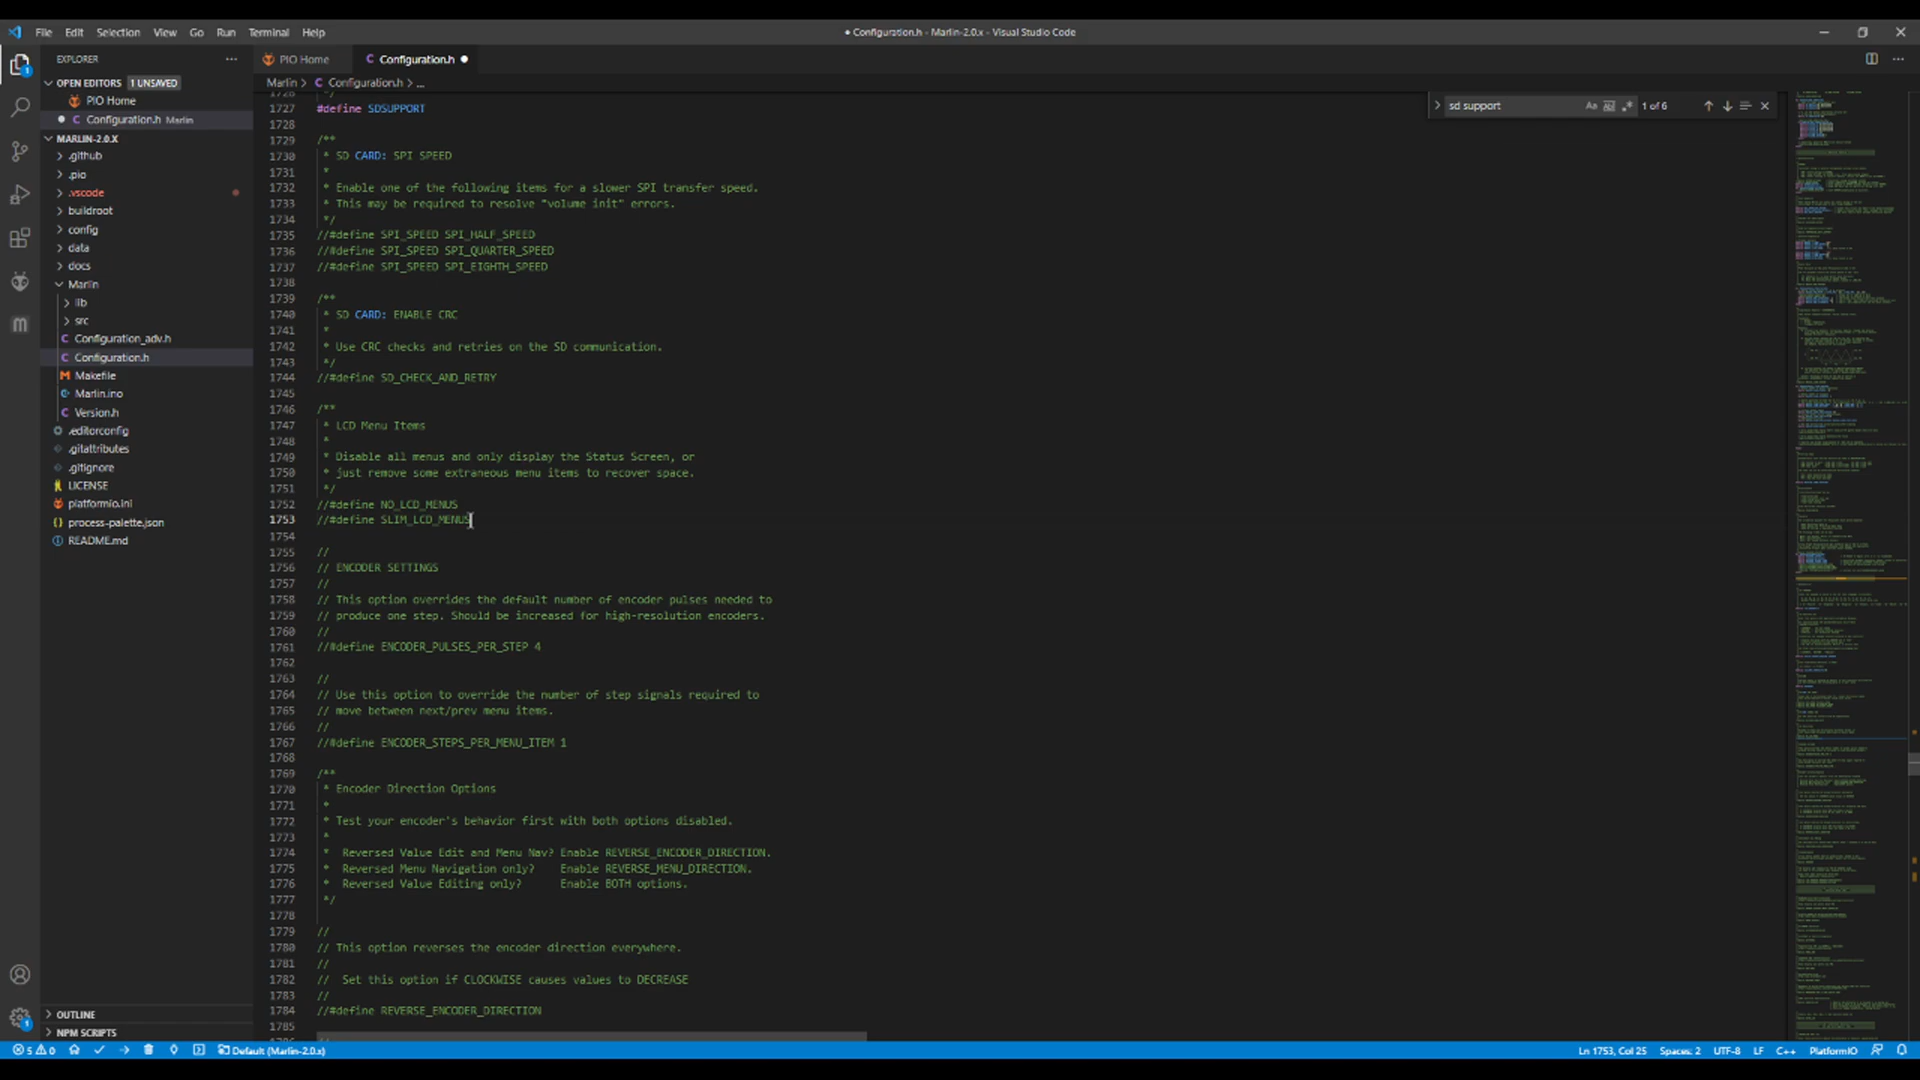 File Edit Selection View Go Run Terminal Help
● Configuration.h - Marlin-2.0.x - Visual Studio Code
EXPLORER
PIO Home
Configuration.h
OPEN EDITORS 1 UNSAVED
PIO Home
Configuration.h Marlin
MARLIN-2.0.X
.github
.pio
.vscode
buildroot
config
data
docs
Marlin
lib
src
Configuration_adv.h
Configuration.h
Makefile
Marlin.ino
Version.h
.editorconfig
.gitattributes
.gitignore
LICENSE
platformio.ini
process-palette.json
README.md
OUTLINE
NPM SCRIPTS
Marlin > Configuration.h > ...
sd support Aa 1 of 6
1726 */
1727 #define SDSUPPORT
1728
1729 /**
1730 * SD CARD: SPI SPEED
1731 *
1732 * Enable one of the following items for a slower SPI transfer speed.
1733 * This may be required to resolve "volume init" errors.
1734 */
1735 //#define SPI_SPEED SPI_HALF_SPEED
1736 //#define SPI_SPEED SPI_QUARTER_SPEED
1737 //#define SPI_SPEED SPI_EIGHTH_SPEED
1738
1739 /**
1740 * SD CARD: ENABLE CRC
1741 *
1742 * Use CRC checks and retries on the SD communication.
1743 */
1744 //#define SD_CHECK_AND_RETRY
1745
1746 /**
1747 * LCD Menu Items
1748 *
1749 * Disable all menus and only display the Status Screen, or
1750 * just remove some extraneous menu items to recover space.
1751 */
1752 //#define NO_LCD_MENUS
1753 //#define SLIM_LCD_MENUS
1754
1755 //
1756 // ENCODER SETTINGS
1757 //
1758 // This option overrides the default number of encoder pulses needed to
1759 // produce one step. Should be increased for high-resolution encoders.
1760 //
1761 //#define ENCODER_PULSES_PER_STEP 4
1762
1763 //
1764 // Use this option to override the number of step signals required to
1765 // move between next/prev menu items.
1766 //
1767 //#define ENCODER_STEPS_PER_MENU_ITEM 1
1768
1769 /**
1770 * Encoder Direction Options
1771 *
1772 * Test your encoder's behavior first with both options disabled.
1773 *
1774 * Reversed Value Edit and Menu Nav? Enable REVERSE_ENCODER_DIRECTION.
1775 * Reversed Menu Navigation only? Enable REVERSE_MENU_DIRECTION.
1776 * Reversed Value Editing only? Enable BOTH options.
1777 */
1778
1779 //
1780 // This option reverses the encoder direction everywhere.
1781 //
1782 // Set this option if CLOCKWISE causes values to DECREASE
1783 //
1784 //#define REVERSE_ENCODER_DIRECTION
1785
5 0 Default (Marlin-2.0.x)
Ln 1753, Col 25 Spaces: 2 UTF-8 LF C++ PlatformIO